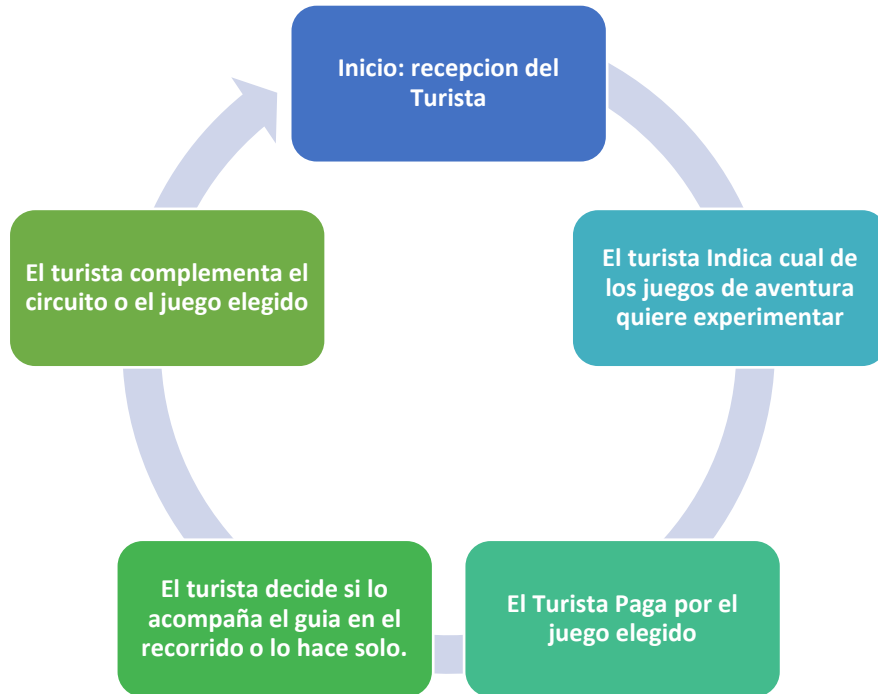 Inicio: recepcion del
Turista
El turista Indica cual de
los juegos de aventura
quiere experimentar
El Turista Paga por el
juego elegido
El turista decide si lo
acompaña el guia en el
recorrido o lo hace solo.
El turista complementa el
circuito o el juego elegido